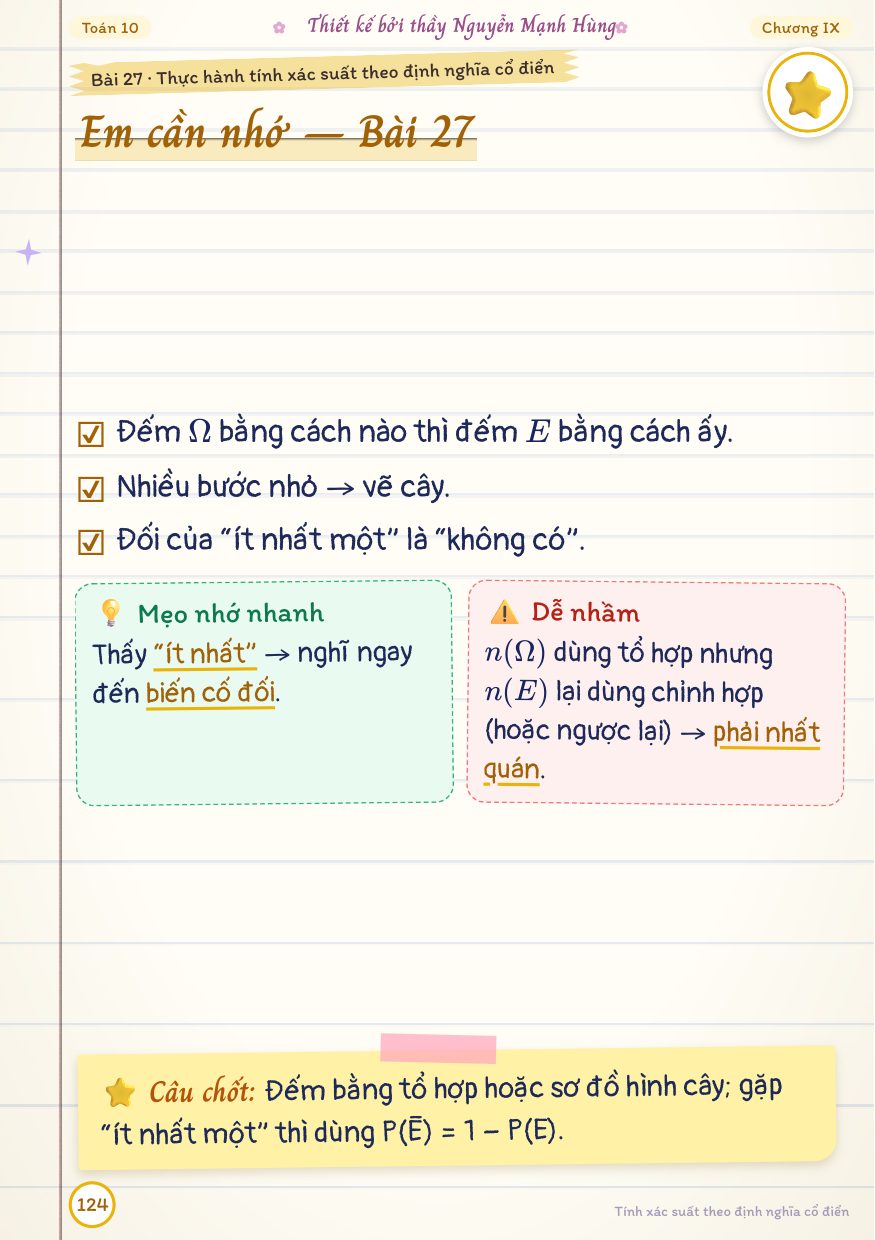 Toán 10
Thiết kế bởi thầy Nguyễn Mạnh Hùng
Chương IX
Bài 27 · Thực hành tính xác suất theo định nghĩa cổ điển
Em cần nhớ — Bài 27
Đếm Ω bằng cách nào thì đếm E bằng cách ấy.
Nhiều bước nhỏ → vẽ cây.
Đối của “ít nhất một” là “không có”.
Mẹo nhớ nhanh
Thấy “ít nhất” → nghĩ ngay
đến biến cố đối.
Dễ nhầm
n(Ω) dùng tổ hợp nhưng
n(E) lại dùng chỉnh hợp
(hoặc ngược lại) → phải nhất
quán.
Câu chốt: Đếm bằng tổ hợp hoặc sơ đồ hình cây; gặp
“ít nhất một” thì dùng P(Ē) = 1 − P(E).
124
Tính xác suất theo định nghĩa cổ điển